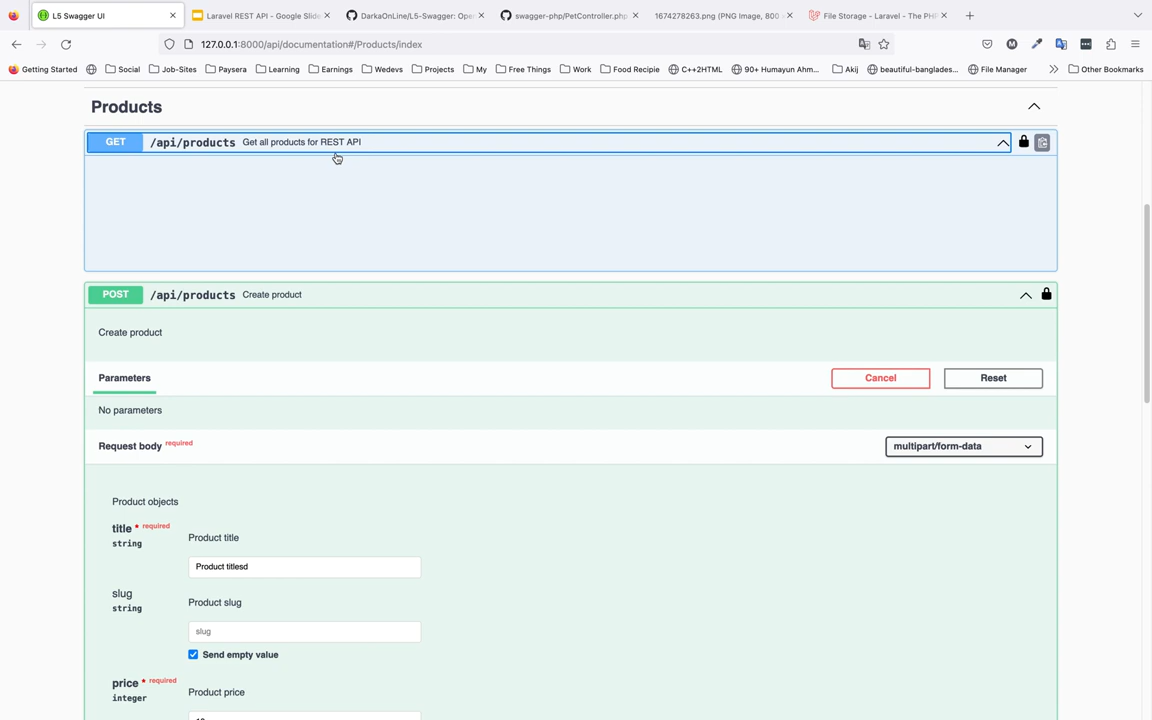 L5 Swagger UI
Laravel REST API - Google Slide
DarkaOnLine/L5-Swagger: Ope
swagger-php/PetController.php
1674278263.png (PNG Image, 800
File Storage - Laravel - The PH
127.0.0.1:8000/api/documentation#/Products/index
Getting Started
Social
Job-Sites
Paysera
Learning
Earnings
Wedevs
Projects
My
Free Things
Work
Food Recipie
C++2HTML
90+ Humayun Ahm...
Akij
beautiful-banglades...
File Manager
Other Bookmarks
Products
GET /api/products Get all products for REST API
POST /api/products Create product
Create product
Parameters
Cancel
Reset
No parameters
Request body required
multipart/form-data
Product objects
title * required
string
Product title
Product titlesd
slug
string
Product slug
slug
Send empty value
price * required
integer
Product price